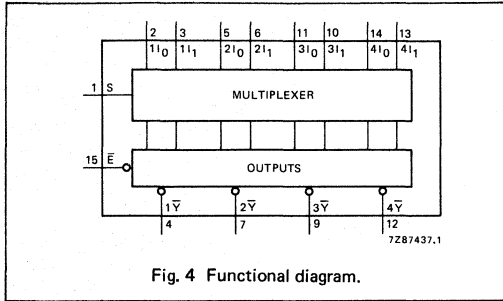 2 3 5 6 11 10 14 13
1I₀ 1I₁ 2I₀ 2I₁ 3I₀ 3I₁ 4I₀ 4I₁
1 S MULTIPLEXER
15 E̅ OUTPUTS
1Y̅ 2Y̅ 3Y̅ 4Y̅
4 7 9 12
7Z87437.1
Fig. 4 Functional diagram.